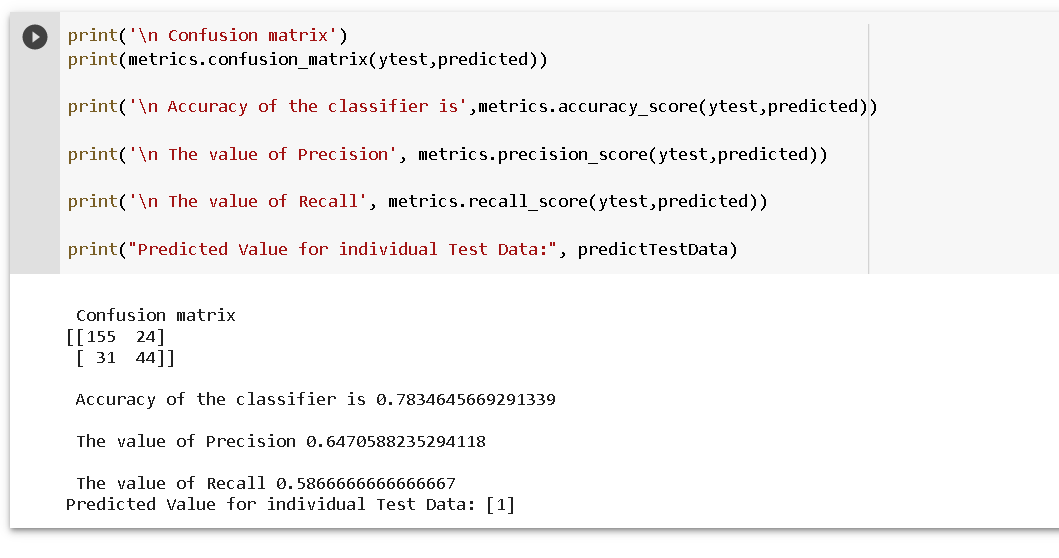 print('\n Confusion matrix')
print(metrics.confusion_matrix(ytest,predicted))
print('\n Accuracy of the classifier is',metrics.accuracy_score(ytest,predicted))
print('\n The value of Precision', metrics.precision_score(ytest,predicted))
print('\n The value of Recall', metrics.recall_score(ytest,predicted))
print("Predicted Value for individual Test Data:", predictTestData)
Confusion matrix
[[155  24]
 [ 31  44]]
Accuracy of the classifier is 0.7834645669291339
The value of Precision 0.6470588235294118
The value of Recall 0.5866666666666667
Predicted Value for individual Test Data: [1]